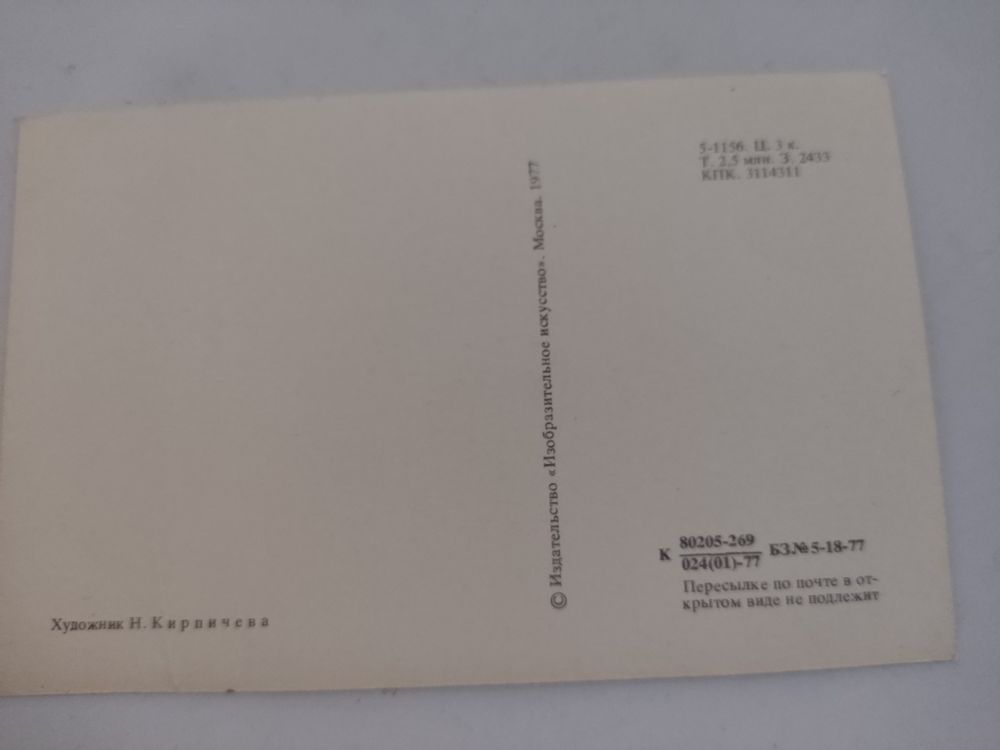 5-1156. Ц. 3 к.
Т. 2,5 млн. З. 2433
КПК. 3114311
© Издательство «Изобразительное искусство». Москва. 1977
К 80205-269 БЗ.№ 5-18-77
024(01)-77
Пересылке по почте в от-
крытом виде не подлежит
Художник Н. Кирпичева